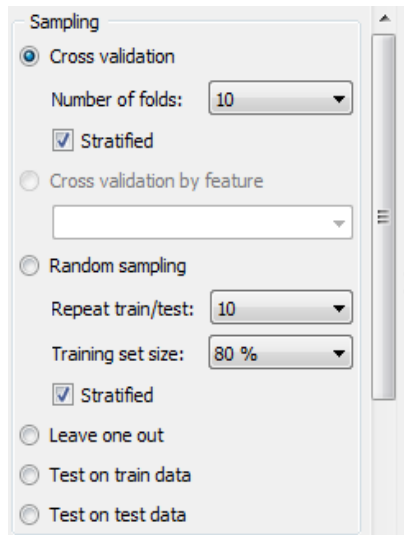 Sampling
Cross validation
Number of folds: 10
Stratified
Cross validation by feature
Random sampling
Repeat train/test: 10
Training set size: 80 %
Stratified
Leave one out
Test on train data
Test on test data